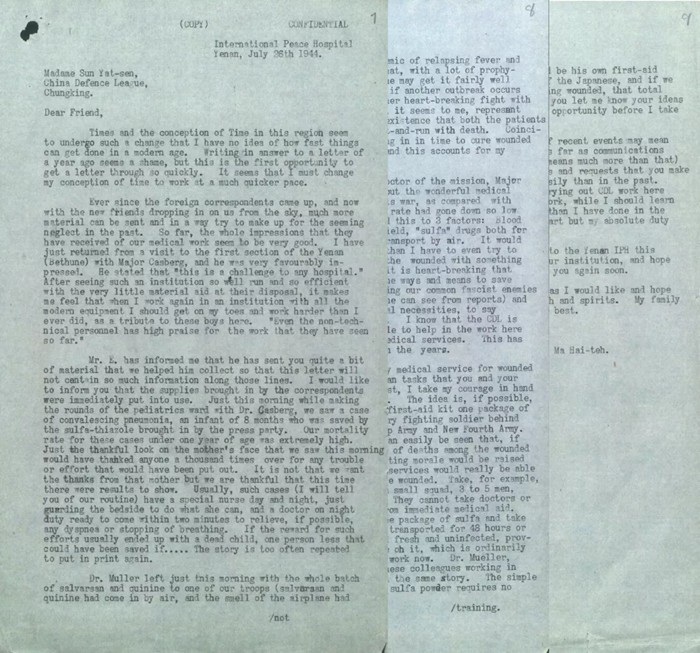 7
(COPY) CONFIDENTIAL
International Peace Hospital
Yenan, July 26th 1944.
Madame Sun Yat-sen,
China Defence League,
Chungking.
Dear Friend,
Times and the conception of Time in this region seem
to undergo such a change that I have no idea of how fast things
can get done in a modern age. Writing in answer to a letter of
a year ago seems a shame, but this is the first opportunity to
get a letter through so quickly. It seems that I must change
my conception of time to work at a much quicker pace.
Ever since the foreign correspondents came up, and now
with the new friends dropping in on us from the sky, much more
material can be sent and in a way try to make up for the seeming
neglect in the past. So far, the whole impressions that they
have received of our medical work seem to be very good. I have
just returned from a visit to the first section of the Yenan
(Bethune) with Major Casberg, and he was very favourably im-
pressed. He stated that "this is a challenge to any hospital."
After seeing such an institution so well run and so efficient
with the very little material aid at their disposal, it makes
me feel that when I work again in an institution with all the
modern equipment I should get on my toes and work harder than I
ever did, as a tribute to these boys here. "Even the non-tech-
nical personnel has high praise for the work that they have seen
so far."
Mr. E. has informed me that he has sent you quite a bit
of material that we helped him collect so that this letter will
not contain so much information along those lines. I would like
to inform you that the supplies brought in by the correspondents
were immediately put into use. Just this morning while making
the rounds of the pediatrics ward with Dr. Casberg, we saw a case
of convalescing pneumonia, an infant of 8 months who was saved by
the sulfa-thiazole brought in by the press party. Our mortality
rate for these cases under one year of age was extremely high.
Just the thankful look on the mother's face that we saw this morning
would have thanked anyone a thousand times over for any trouble
or effort that would have been put out. It is not that we want
the thanks from that mother but we are thankful that this time
there were results to show. Usually, such cases (I will tell
you of our routine) have a special nurse day and night, just
guarding the bedside to do what she can, and a doctor on night
duty ready to come within two minutes to relieve, if possible,
any dyspnea or stopping of breathing. If the reward for such
efforts usually ended up with a dead child, one person less that
could have been saved if..... The story is too often repeated
to put in print again.
Dr. Muller left just this morning with the whole batch
of salvarsan and quinine to one of our troops (salvarsan and
quinine had come in by air, and the smell of the airplane had
/not
8
mic of relapsing fever and
at, with a lot of prophy-
e may get it fairly well
if another outbreak occurs
er heart-breaking fight with
it seems to me, represnt
existence that both the patients
-and-run with death. Coinci-
g in in time to cure wounded
nd this accounts for my
ctor of the mission, Major
ut the wonderful medical
s war, as compared with
rate had gone down so low
d this to 3 factors: blood
eld, "sulfa" drugs both for
ansport by air. It would
han I have to even try to
he wounded with something
t is heart-breaking that
e ways and means to save
ng our common fascist enemies
e can see from reports) and
l necessities, to say
I know that the CDL is
le to help in the work here
edical services. This has
n the years.
y medical service for wounded
an tasks that you and your
st, I take my courage in hand
The idea is, if possible,
first-aid kit one package of
ry fighting soldier behind
p Army and New Fourth Army.
an easily be seen that, if
of deaths among the wounded
ting morale would be raised
services would really be able
e wounded. Take, for example,
small squad, 3 to 5 men,
They cannot take doctors or
om immediate medical aid.
e package of sulfa and take
transported for 48 hours or
fresh and uninfected, prov-
ch it, which is ordinarily
work now. Dr. Mueller,
ese colleagues working in
the same story. The simple
sulfa powder requires no
/training.
9
l be his own first-aid
f the Japanese, and if we
ng wounded, that total
you let me know your ideas
opportunity before I take
f recent events may mean
far as communications
eans much more than that)
s and requests that you make
sily than in the past.
rying out CDL work here
ork, while I should learn
than I have done in the
art but my absolute duty
to the Yenan IPH this
ur institution, and hope
you again soon.
as I would like and hope
h and spirits. My family
best.
Ma Hai-teh.